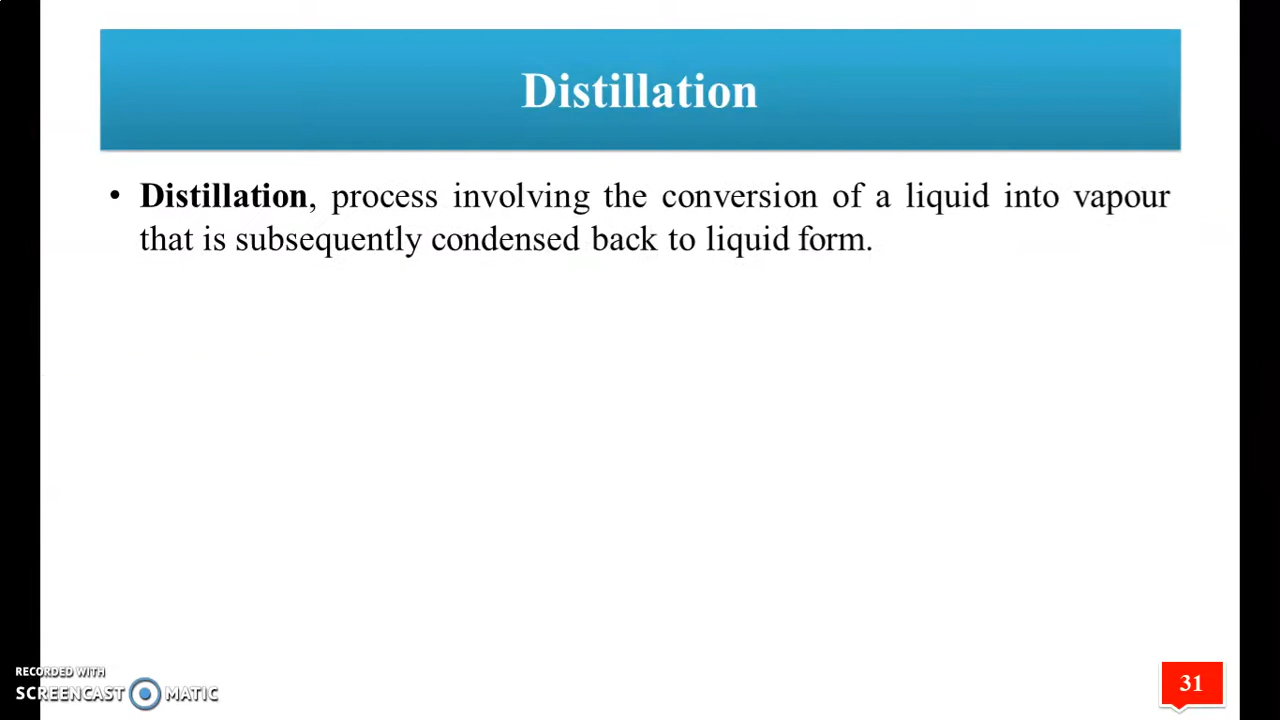 Distillation
• Distillation, process involving the conversion of a liquid into vapour
that is subsequently condensed back to liquid form.
RECORDED WITH
SCREENCAST MATIC
31